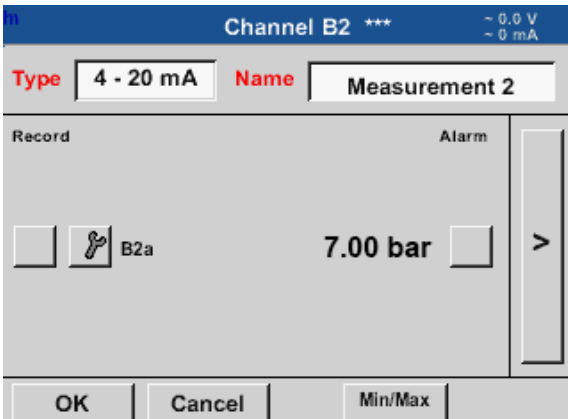 Channel B2 *** ~ 0.0 V
~ 0 mA
Type 4 - 20 mA Name Measurement 2
Record Alarm
B2a 7.00 bar >
OK Cancel Min/Max